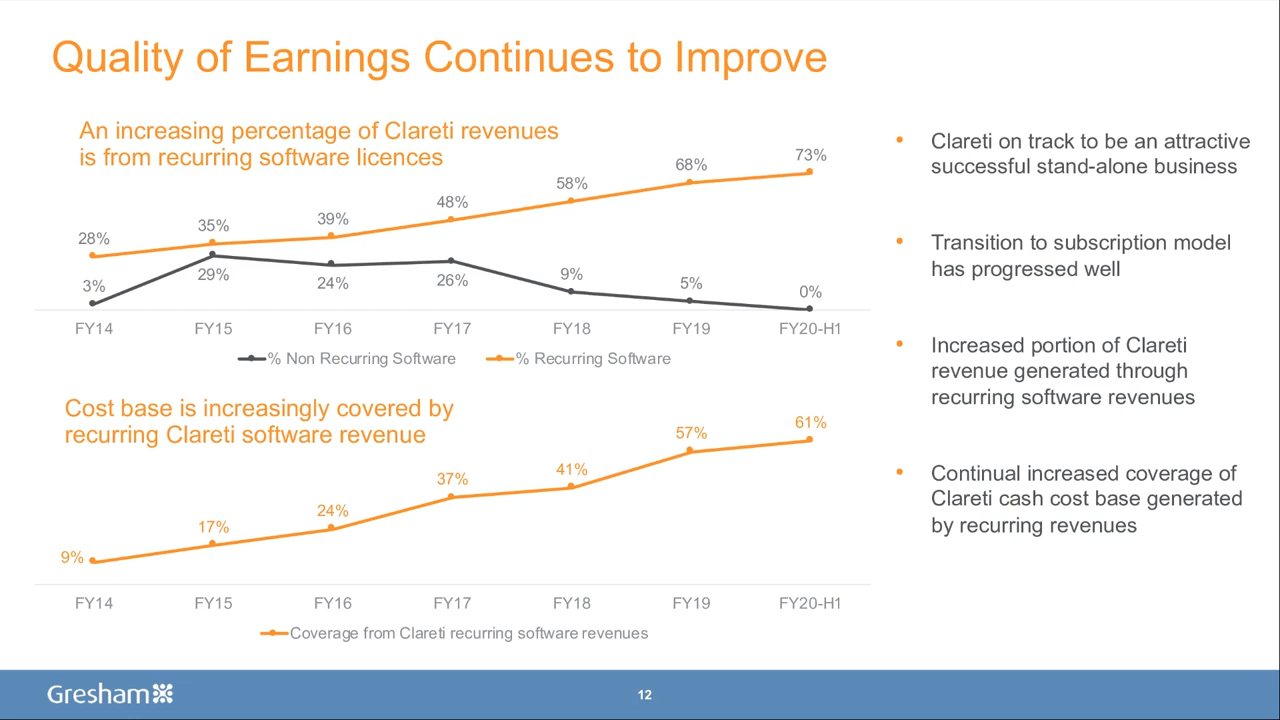 Quality of Earnings Continues to Improve
An increasing percentage of Clareti revenues
is from recurring software licences
28%
35%
39%
48%
58%
68%
73%
3%
29%
24%
26%
9%
5%
0%
FY14
FY15
FY16
FY17
FY18
FY19
FY20-H1
% Non Recurring Software
% Recurring Software
Cost base is increasingly covered by
recurring Clareti software revenue
9%
17%
24%
37%
41%
57%
61%
FY14
FY15
FY16
FY17
FY18
FY19
FY20-H1
Coverage from Clareti recurring software revenues
• Clareti on track to be an attractive
successful stand-alone business
• Transition to subscription model
has progressed well
• Increased portion of Clareti
revenue generated through
recurring software revenues
• Continual increased coverage of
Clareti cash cost base generated
by recurring revenues
Gresham
12